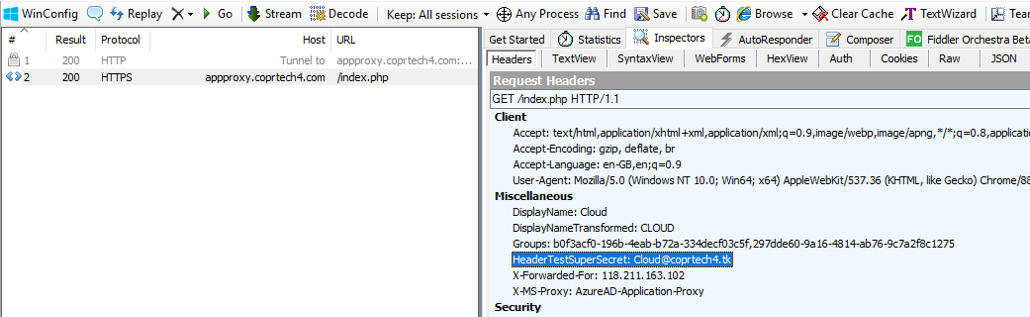 WinConfig Replay Go Stream Decode Keep: All sessions Any Process Find Save Browse Clear Cache TextWizard Tear
# Result Protocol Host URL
1 200 HTTP Tunnel to appproxy.coprtech4.com:...
2 200 HTTPS appproxy.coprtech4.com /index.php
Get Started Statistics Inspectors AutoResponder Composer FO Fiddler Orchestra Beta
Headers TextView SyntaxView WebForms HexView Auth Cookies Raw JSON
Request Headers
GET /index.php HTTP/1.1
Client
Accept: text/html,application/xhtml+xml,application/xml;q=0.9,image/webp,image/apng,*/*;q=0.8,application
Accept-Encoding: gzip, deflate, br
Accept-Language: en-GB,en;q=0.9
User-Agent: Mozilla/5.0 (Windows NT 10.0; Win64; x64) AppleWebKit/537.36 (KHTML, like Gecko) Chrome/88
Miscellaneous
DisplayName: Cloud
DisplayNameTransformed: CLOUD
Groups: b0f3acf0-196b-4eab-b72a-334decf03c5f,297dde60-9a16-4814-ab76-9c7a2f8c1275
HeaderTestSuperSecret: Cloud@coprtech4.tk
X-Forwarded-For: 118.211.163.102
X-MS-Proxy: AzureAD-Application-Proxy
Security